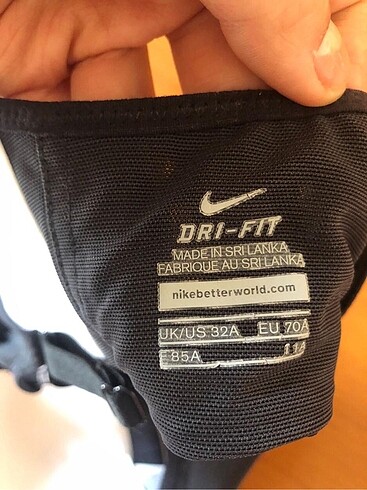 DRI-FIT
MADE IN SRI LANKA
FABRIQUE AU SRI LANKA
nikebetterworld.com
UK/US 32A EU 70A
F 85A